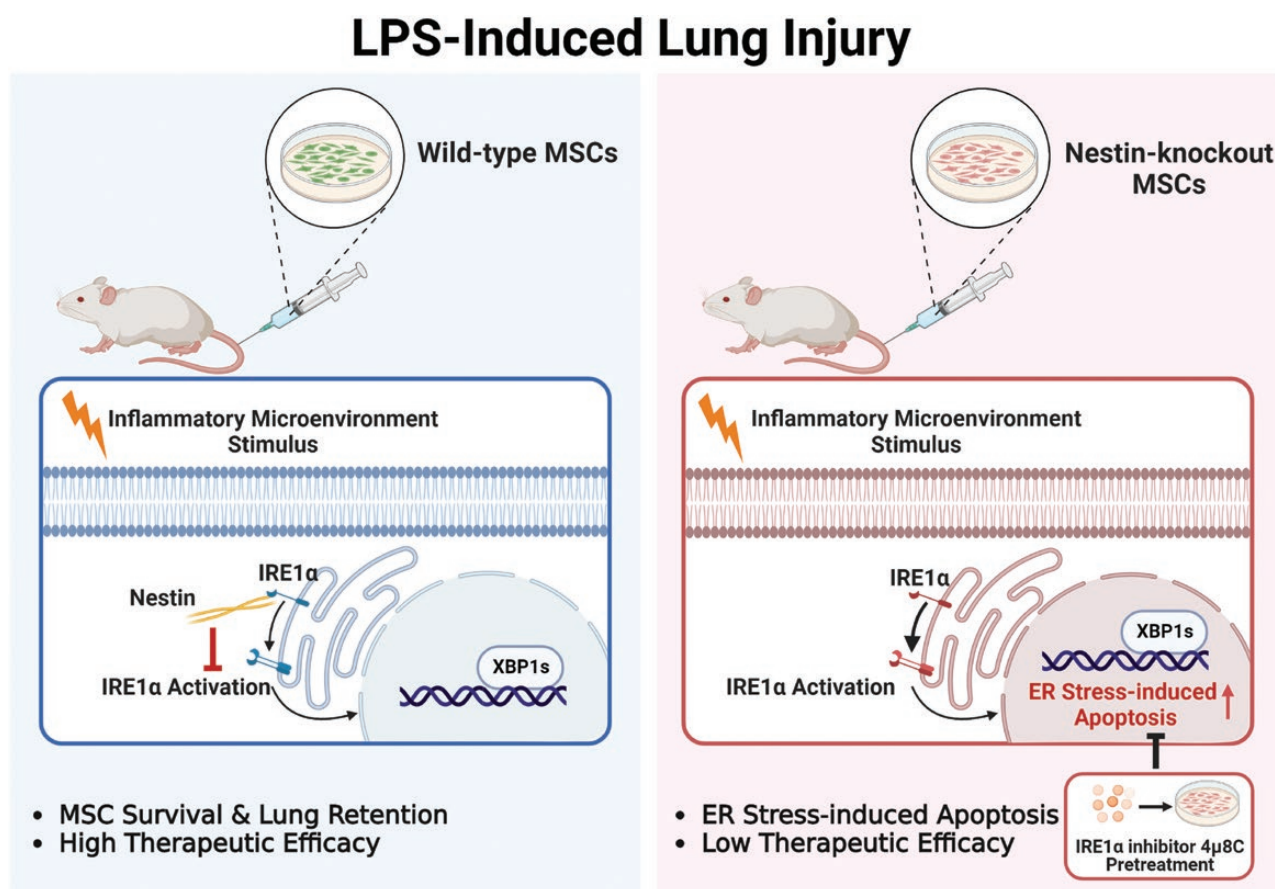 LPS-Induced Lung Injury
Wild-type MSCs
Inflammatory Microenvironment
Stimulus
IRE1α
Nestin
IRE1α Activation
XBP1s
• MSC Survival & Lung Retention
• High Therapeutic Efficacy
Nestin-knockout
MSCs
Inflammatory Microenvironment
Stimulus
IRE1α
IRE1α Activation
XBP1s
ER Stress-induced
Apoptosis
• ER Stress-induced Apoptosis
• Low Therapeutic Efficacy
IRE1α inhibitor 4μ8C
Pretreatment